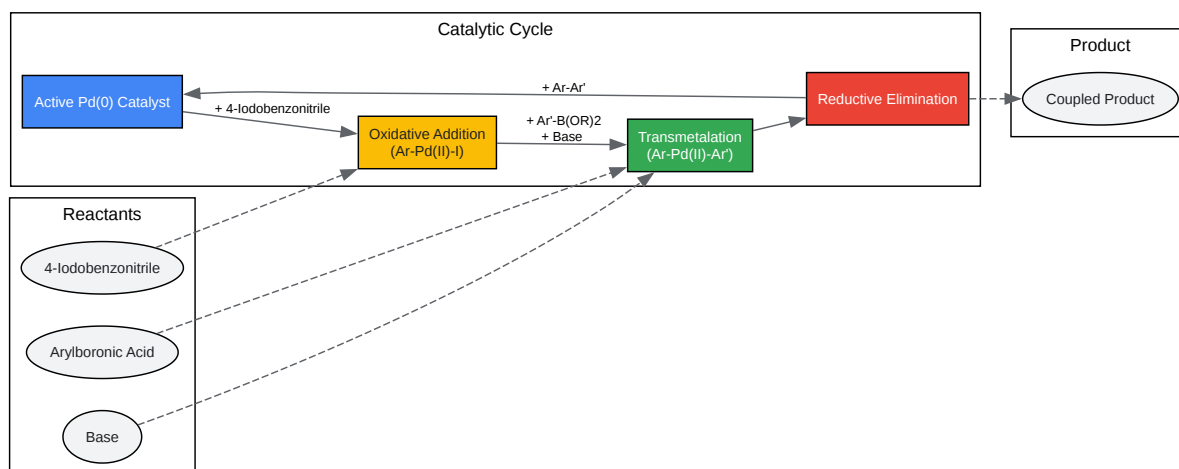 Catalytic Cycle
Product
Active Pd(0) Catalyst
+ 4-Iodobenzonitrile
Oxidative Addition
(Ar-Pd(II)-I)
+ Ar'-B(OR)2
+ Base
Transmetalation
(Ar-Pd(II)-Ar')
+ Ar-Ar'
Reductive Elimination
Coupled Product
Reactants
4-Iodobenzonitrile
Arylboronic Acid
Base